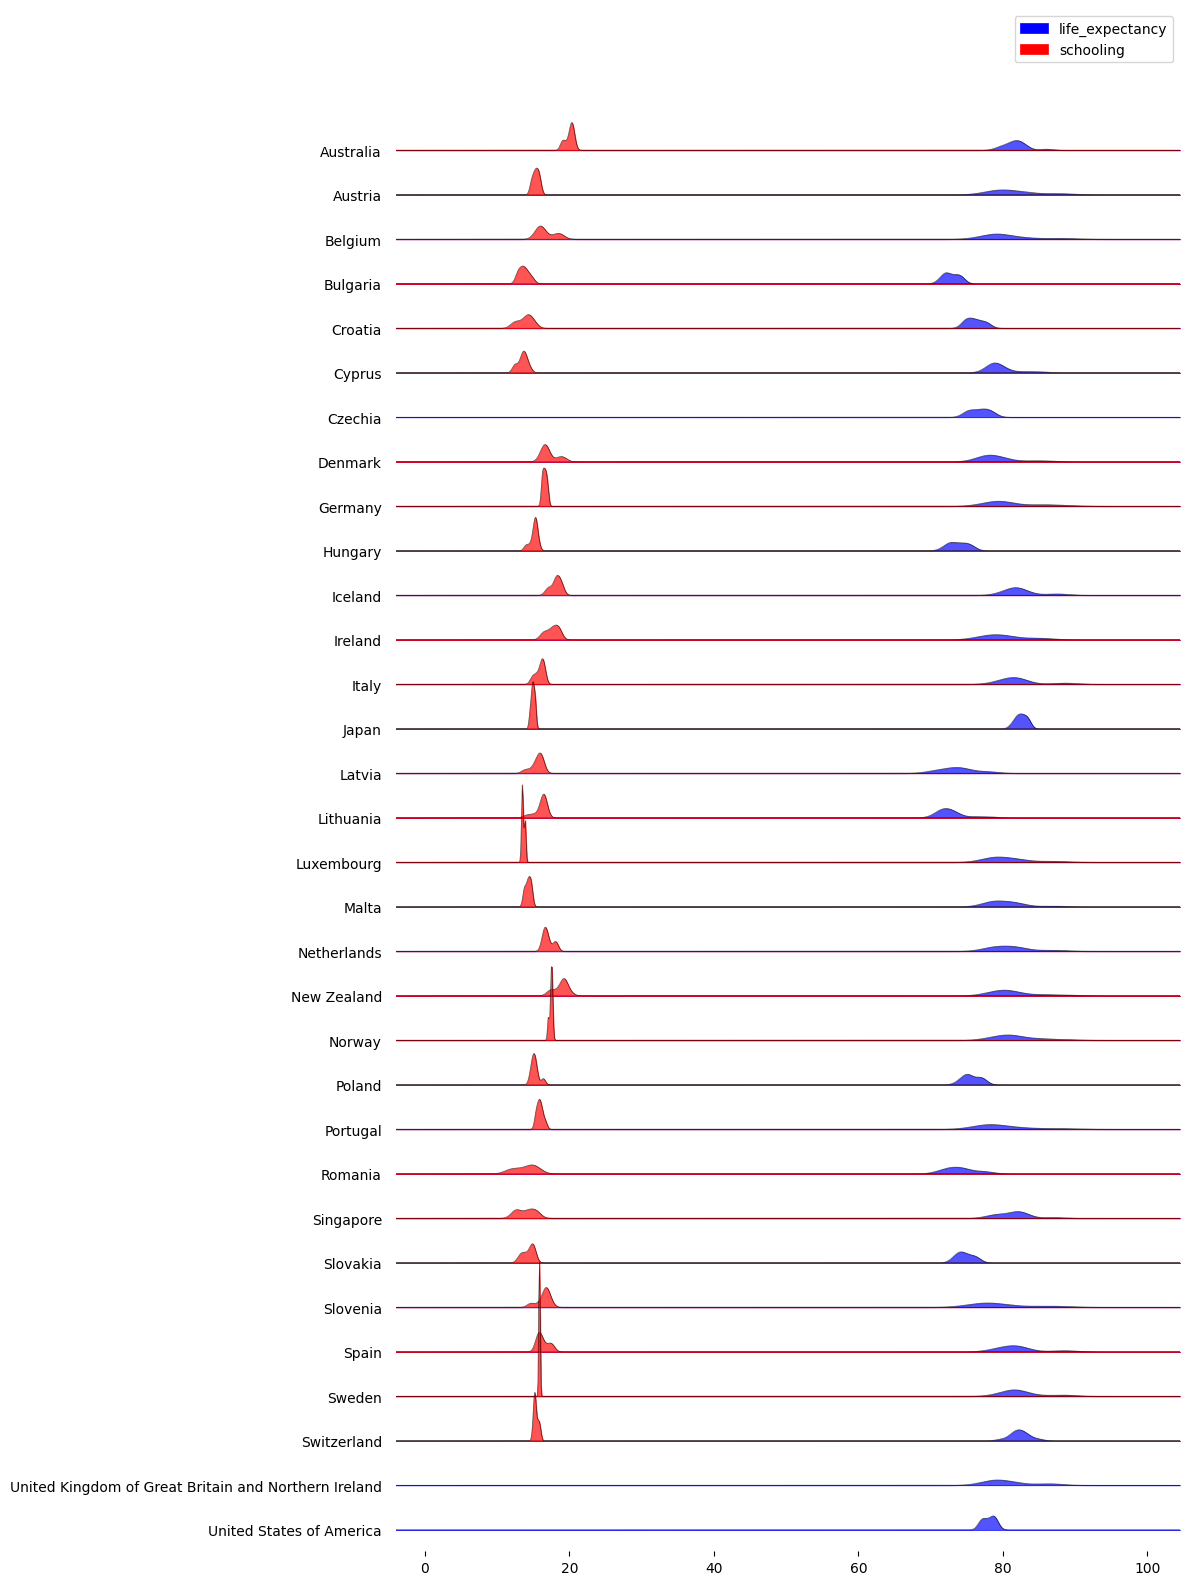 life_expectancy
schooling
Australia
Austria
Belgium
Bulgaria
Croatia
Cyprus
Czechia
Denmark
Germany
Hungary
Iceland
Ireland
Italy
Japan
Latvia
Lithuania
Luxembourg
Malta
Netherlands
New Zealand
Norway
Poland
Portugal
Romania
Singapore
Slovakia
Slovenia
Spain
Sweden
Switzerland
United Kingdom of Great Britain and Northern Ireland
United States of America
0 20 40 60 80 100